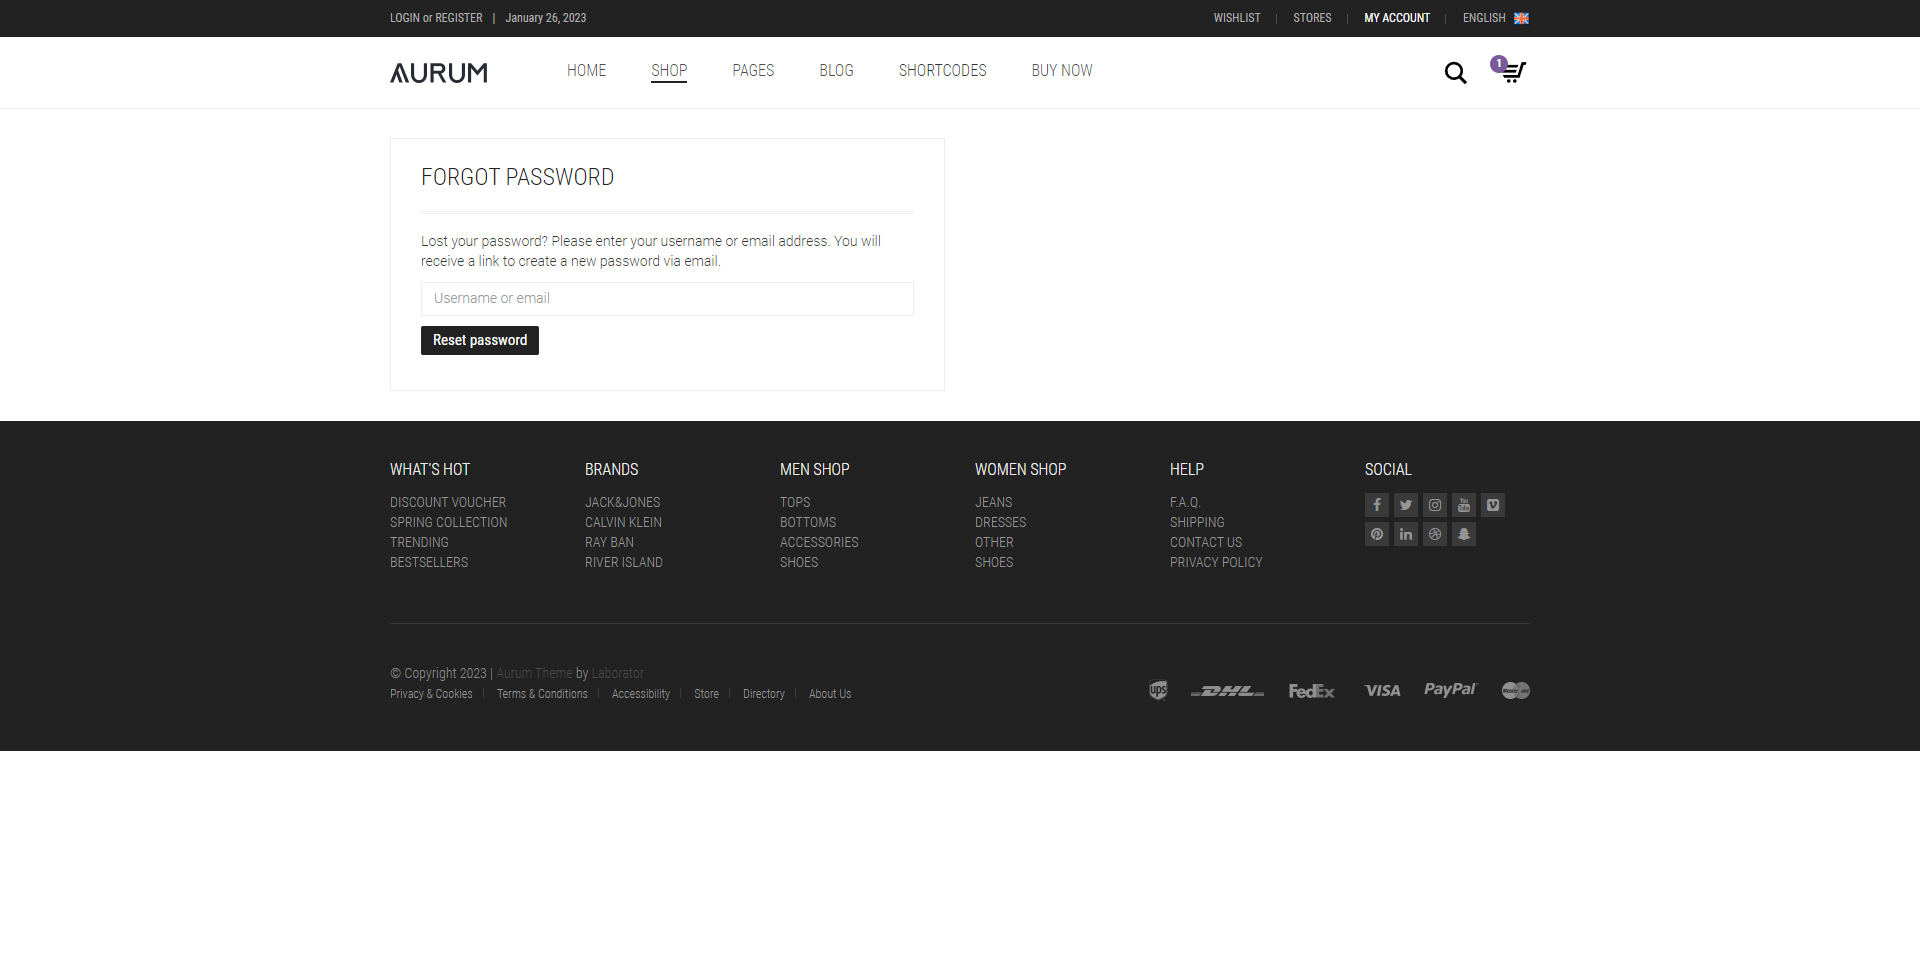 LOGIN or REGISTER | January 26, 2023
WISHLIST | STORES | MY ACCOUNT | ENGLISH
AURUM
HOME SHOP PAGES BLOG SHORTCODES BUY NOW
1
FORGOT PASSWORD
Lost your password? Please enter your username or email address. You will
receive a link to create a new password via email.
Username or email
Reset password
WHAT'S HOT
DISCOUNT VOUCHER
SPRING COLLECTION
TRENDING
BESTSELLERS
BRANDS
JACK&JONES
CALVIN KLEIN
RAY BAN
RIVER ISLAND
MEN SHOP
TOPS
BOTTOMS
ACCESSORIES
SHOES
WOMEN SHOP
JEANS
DRESSES
OTHER
SHOES
HELP
F.A.Q.
SHIPPING
CONTACT US
PRIVACY POLICY
SOCIAL
You Tube
© Copyright 2023 | Aurum Theme by Laborator
Privacy & Cookies | Terms & Conditions | Accessibility | Store | Directory | About Us
ups DHL FedEx VISA PayPal MasterCard